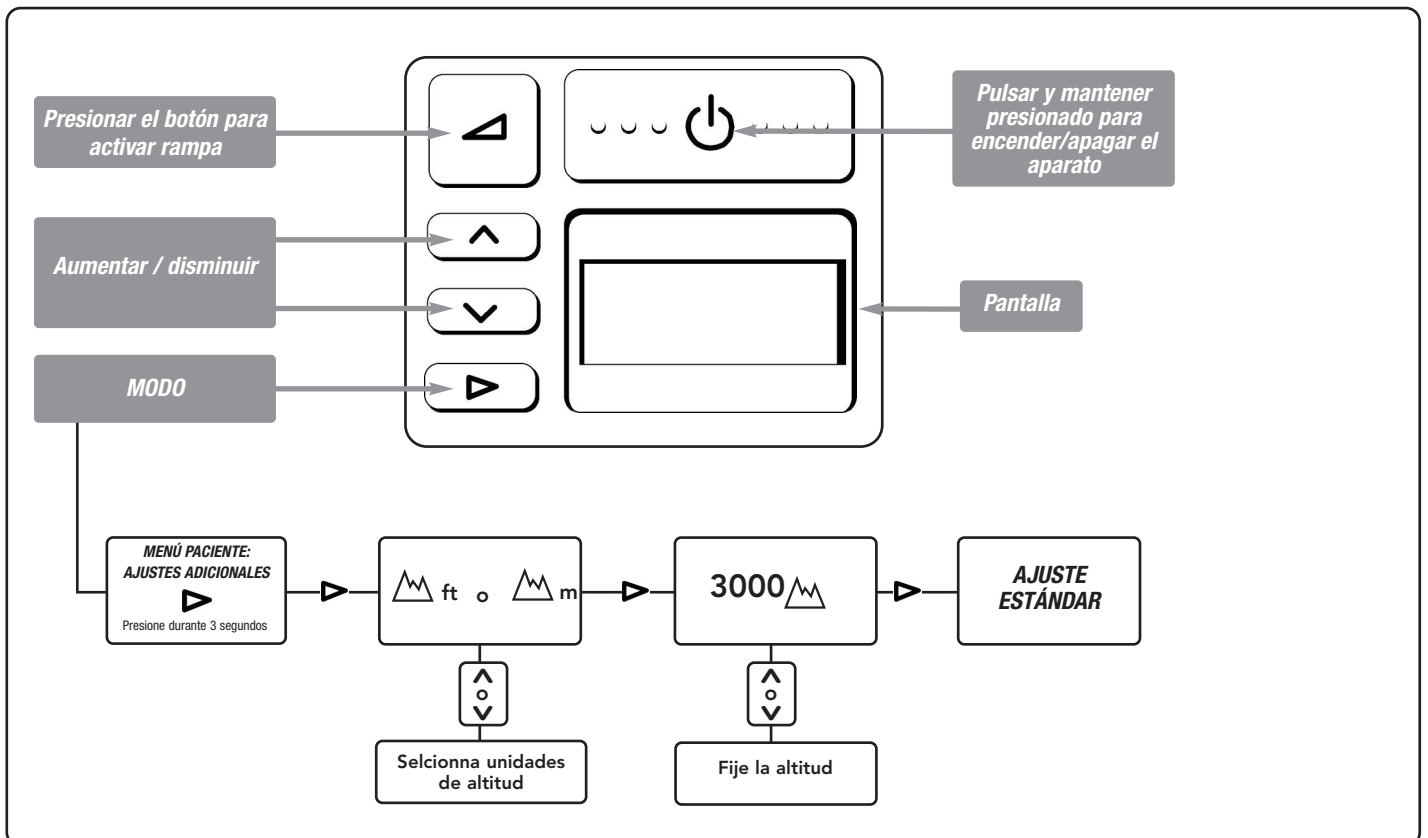 Presionar el botón para
activar rampa
Pulsar y mantener
presionado para
encender/apagar el
aparato
Aumentar / disminuir
Pantalla
MODO
MENÚ PACIENTE:
AJUSTES ADICIONALES
Presione durante 3 segundos
ft o m
3000
AJUSTE
ESTÁNDAR
o
o
Selcionna unidades
de altitud
Fije la altitud